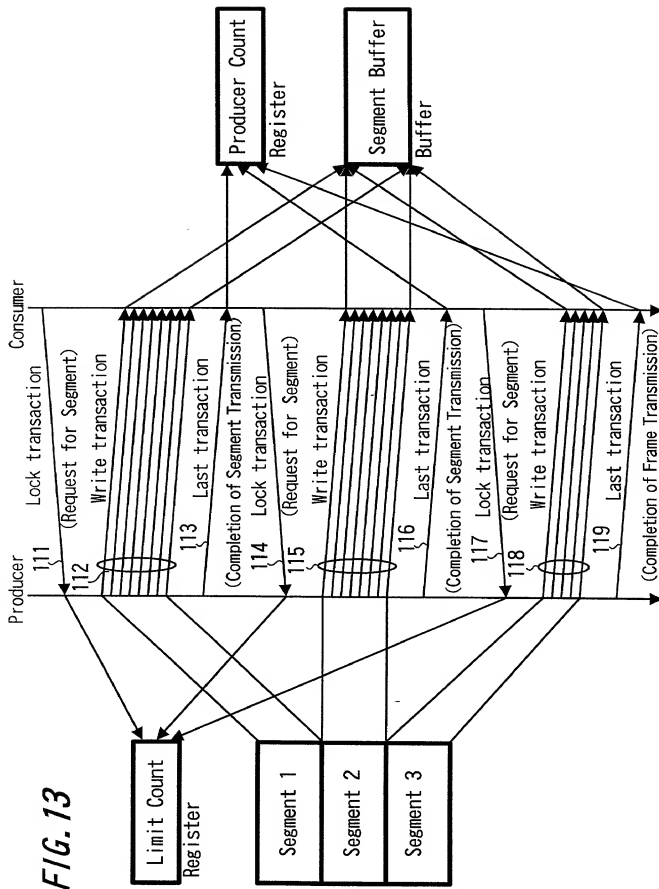 FIG. 13
Producer
Consumer
Limit Count
Register
Segment 1
Segment 2
Segment 3
Producer Count
Register
Segment Buffer
Buffer
111
Lock transaction
(Request for Segment)
112
Write transaction
113
Last transaction
(Completion of Segment Transmission)
114
Lock transaction
(Request for Segment)
115
Write transaction
116
Last transaction
(Completion of Segment Transmission)
117
Lock transaction
(Request for Segment)
118
Write transaction
119
Last transaction
(Completion of Frame Transmission)